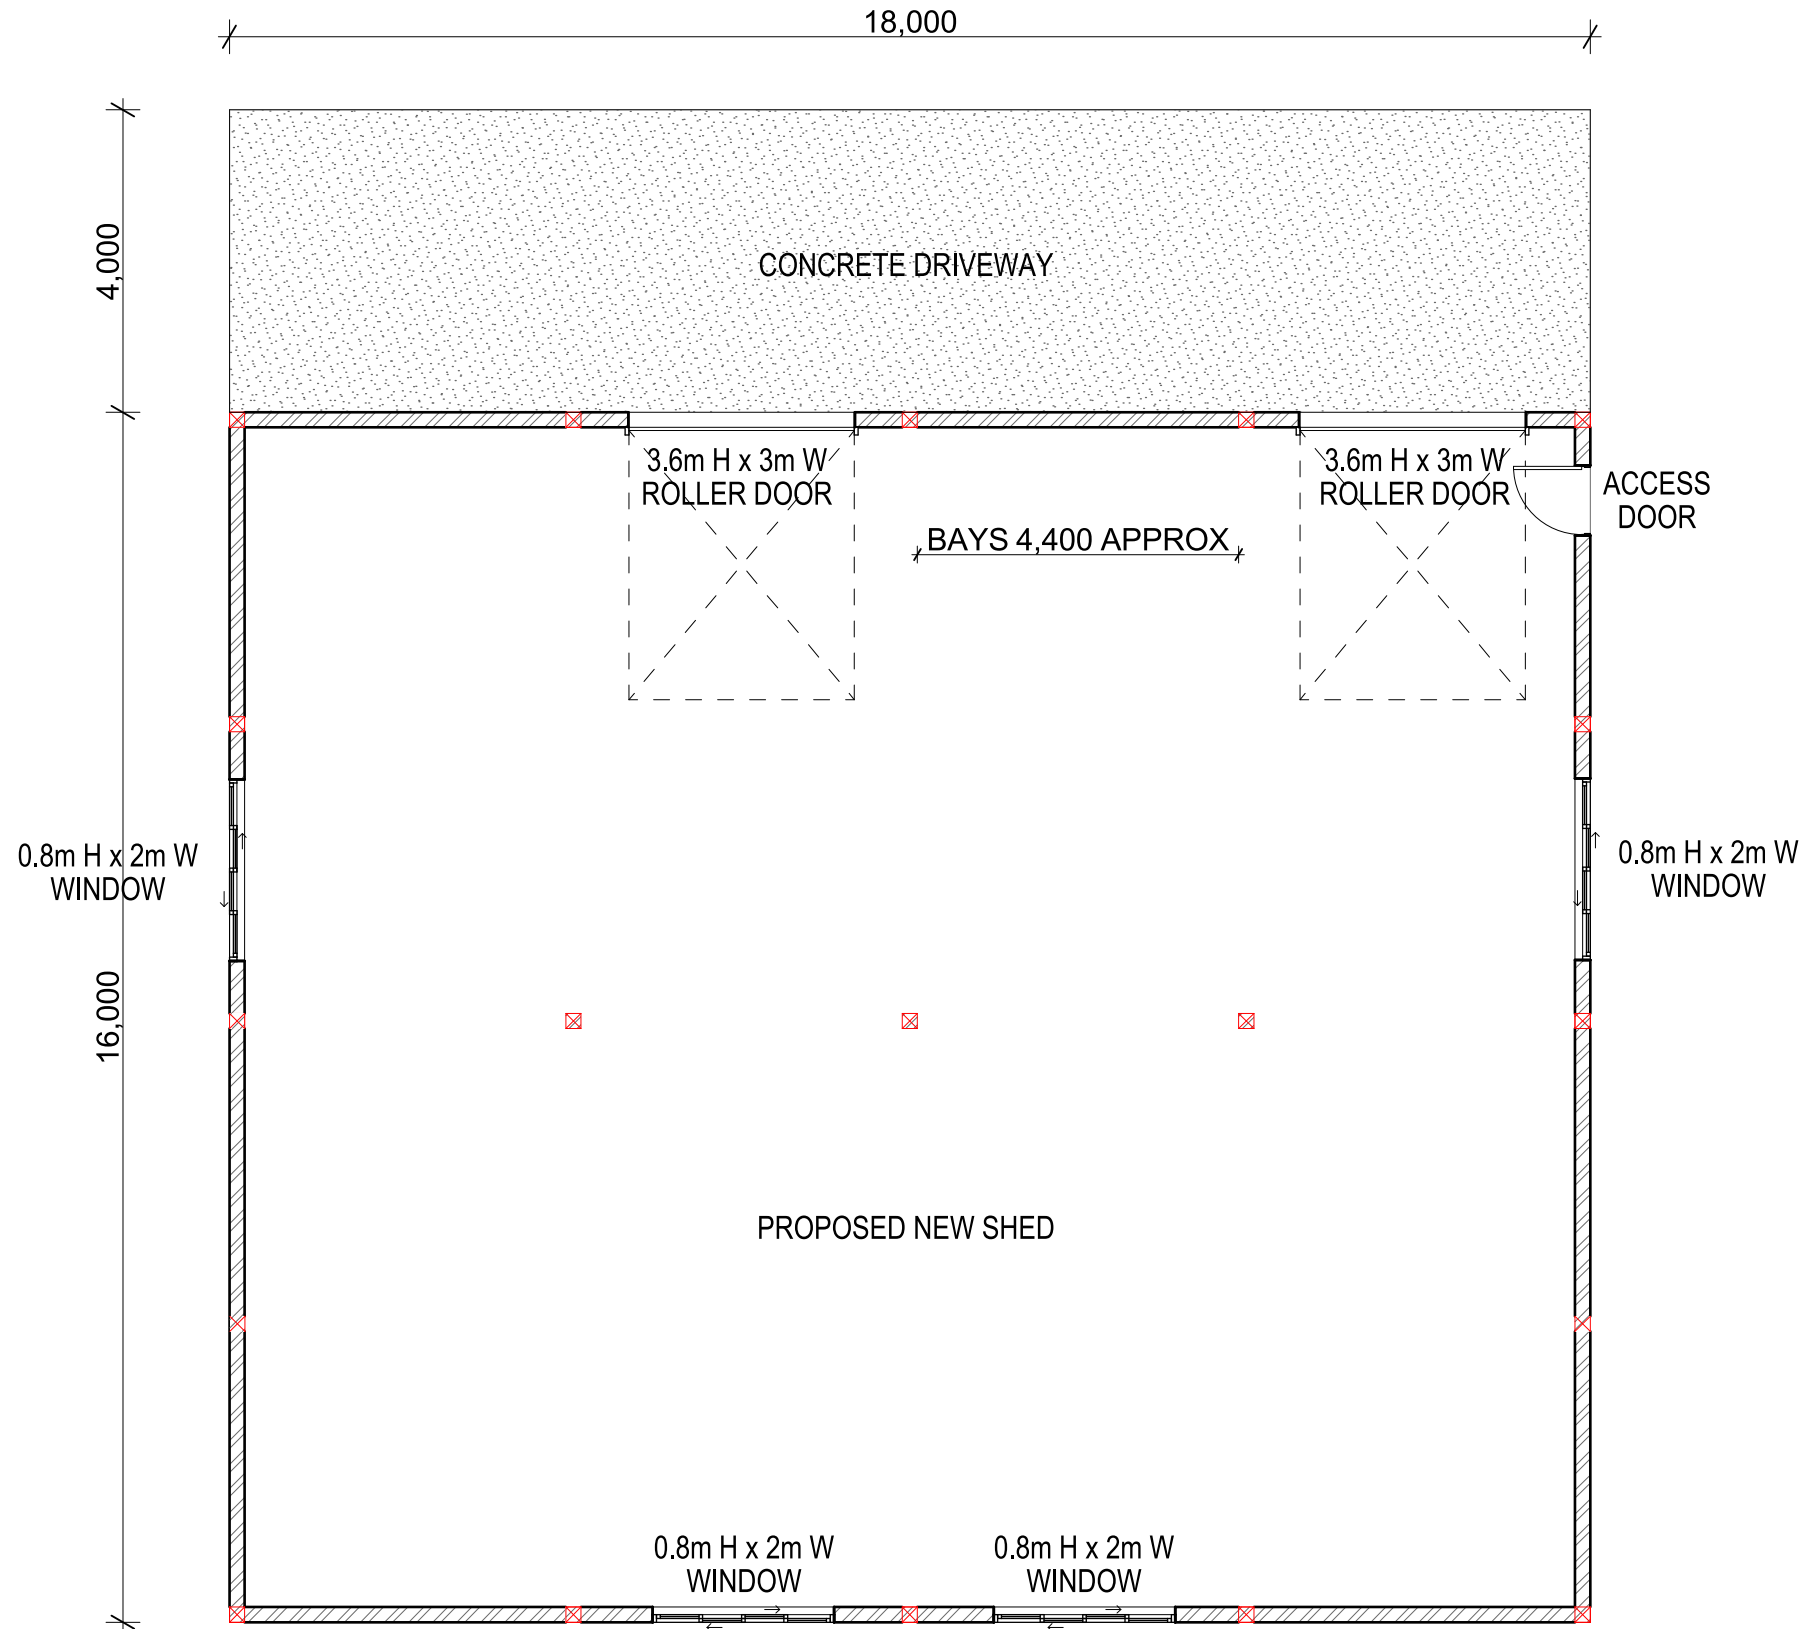 18,000
4,000
CONCRETE DRIVEWAY
3.6m H x 3m W
ROLLER DOOR
3.6m H x 3m W
ROLLER DOOR
ACCESS
DOOR
BAYS 4,400 APPROX
0.8m H x 2m W
WINDOW
0.8m H x 2m W
WINDOW
16,000
PROPOSED NEW SHED
0.8m H x 2m W
WINDOW
0.8m H x 2m W
WINDOW